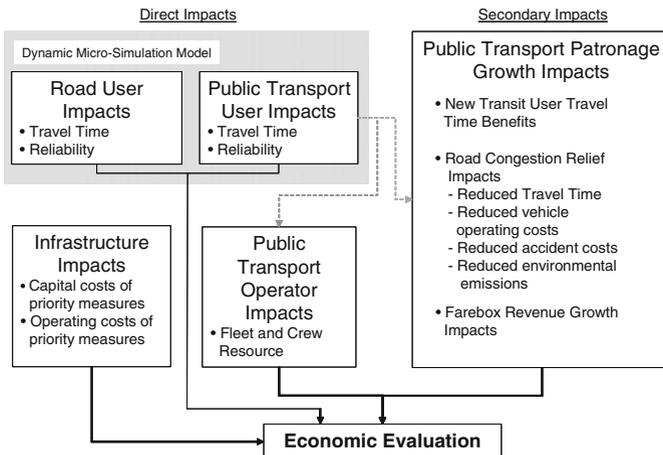 Direct Impacts
Secondary Impacts
Dynamic Micro-Simulation Model
Road User
Impacts
• Travel Time
• Reliability
Public Transport
User Impacts
• Travel Time
• Reliability
Public Transport Patronage
Growth Impacts
• New Transit User Travel
Time Benefits
• Road Congestion Relief
Impacts
- Reduced Travel Time
- Reduced vehicle
operating costs
- Reduced accident costs
- Reduced environmental
emissions
• Farebox Revenue Growth
Impacts
Infrastructure
Impacts
• Capital costs of
priority measures
• Operating costs of
priority measures
Public
Transport
Operator
Impacts
• Fleet and Crew
Resource
Economic Evaluation